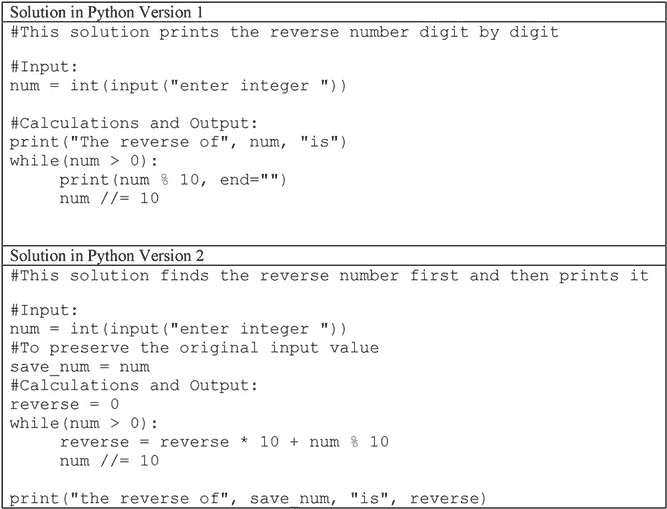 Solution in Python Version 1
#This solution prints the reverse number digit by digit
#Input:
num = int(input("enter integer "))
#Calculations and Output:
print("The reverse of", num, "is")
while(num > 0):
     print(num % 10, end="")
     num //= 10
Solution in Python Version 2
#This solution finds the reverse number first and then prints it
#Input:
num = int(input("enter integer "))
#To preserve the original input value
save_num = num
#Calculations and Output:
reverse = 0
while(num > 0):
     reverse = reverse * 10 + num % 10
     num //= 10
print("the reverse of", save_num, "is", reverse)